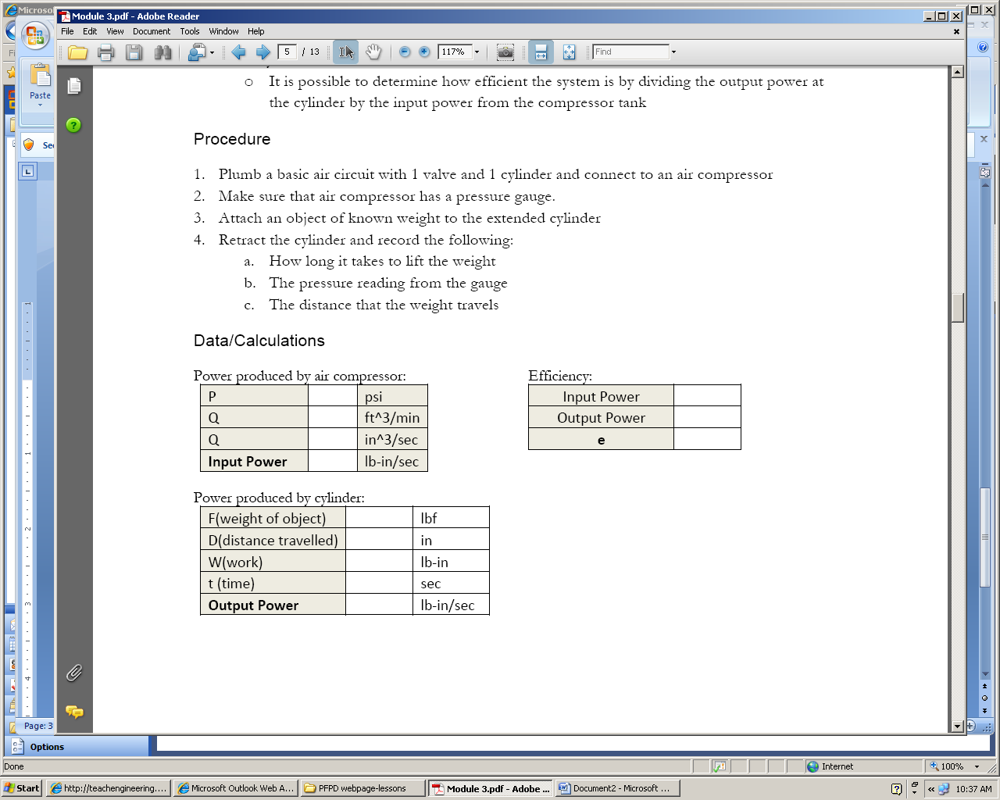 Microsof
Module 3.pdf - Adobe Reader
File Edit View Document Tools Window Help
5 / 13 117% Find
Paste
Sec
It is possible to determine how efficient the system is by dividing the output power at
the cylinder by the input power from the compressor tank
Procedure
1. Plumb a basic air circuit with 1 valve and 1 cylinder and connect to an air compressor
2. Make sure that air compressor has a pressure gauge.
3. Attach an object of known weight to the extended cylinder
4. Retract the cylinder and record the following:
a. How long it takes to lift the weight
b. The pressure reading from the gauge
c. The distance that the weight travels
Data/Calculations
Power produced by air compressor:
P psi
Q ft^3/min
Q in^3/sec
Input Power lb-in/sec
Efficiency:
Input Power
Output Power
e
Power produced by cylinder:
F(weight of object) lbf
D(distance travelled) in
W(work) lb-in
t (time) sec
Output Power lb-in/sec
1
2
3
4
Page: 3
Options
Done Internet 100%
Start http://teachengineering.... Microsoft Outlook Web A... PFPD webpage-lessons Module 3.pdf - Adobe ... Document2 - Microsoft ... 10:37 AM